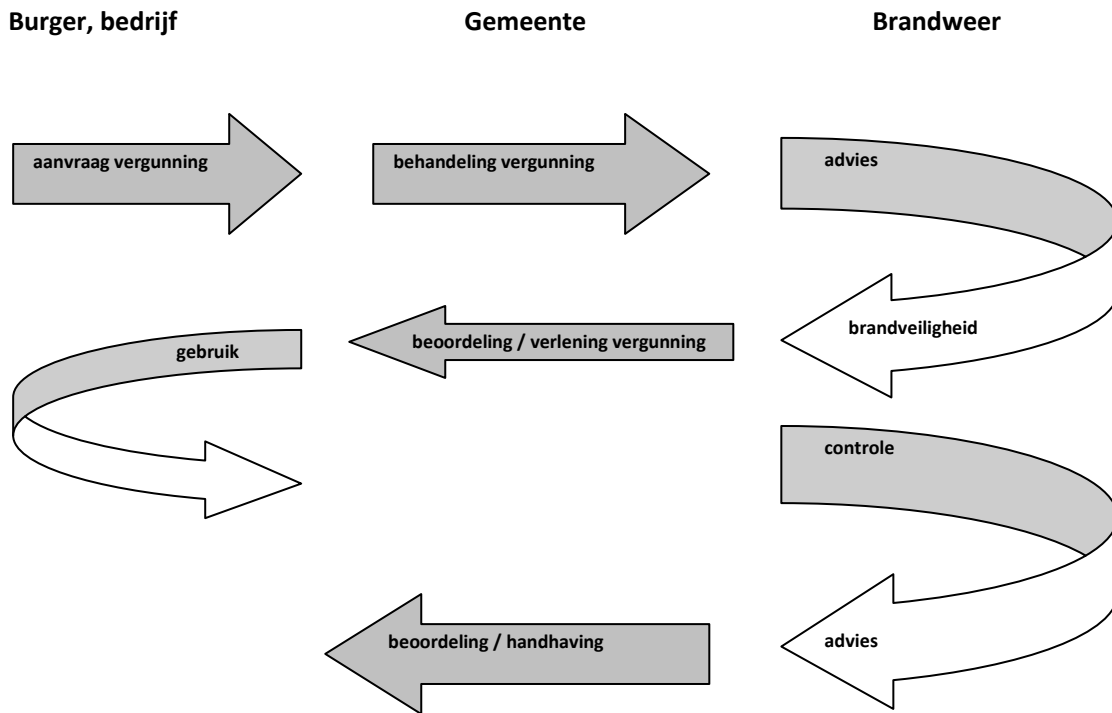 Burger, bedrijf
Gemeente
Brandweer
aanvraag vergunning
behandeling vergunning
advies
brandveiligheid
beoordeling / verlening vergunning
gebruik
controle
advies
beoordeling / handhaving